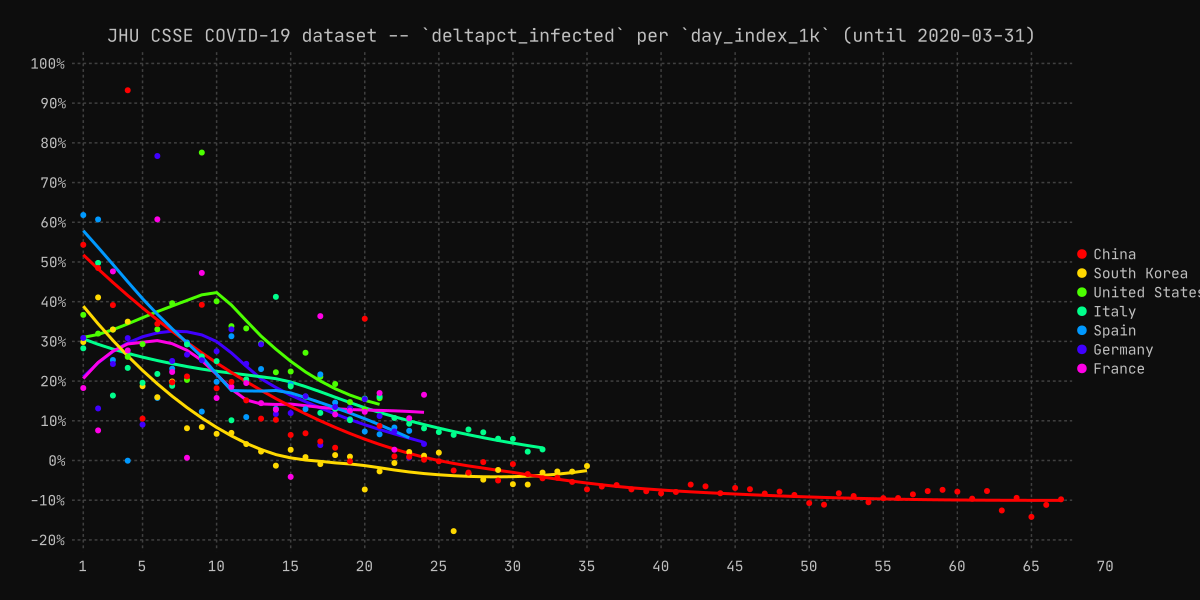 JHU CSSE COVID-19 dataset -- `deltapct_infected` per `day_index_1k` (until 2020-03-31)
100%
90%
80%
70%
60%
50%
40%
30%
20%
10%
0%
-10%
-20%
1 5 10 15 20 25 30 35 40 45 50 55 60 65 70
China
South Korea
United States
Italy
Spain
Germany
France